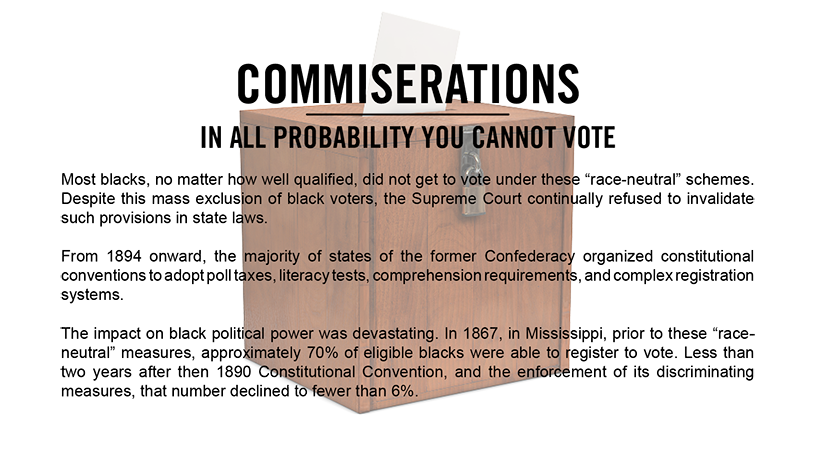 COMMISERATIONS
IN ALL PROBABILITY YOU CANNOT VOTE
Most blacks, no matter how well qualified, did not get to vote under these “race-neutral” schemes.
Despite this mass exclusion of black voters, the Supreme Court continually refused to invalidate
such provisions in state laws.
From 1894 onward, the majority of states of the former Confederacy organized constitutional
conventions to adopt poll taxes, literacy tests, comprehension requirements, and complex registration
systems.
The impact on black political power was devastating. In 1867, in Mississippi, prior to these “race-
neutral” measures, approximately 70% of eligible blacks were able to register to vote. Less than
two years after then 1890 Constitutional Convention, and the enforcement of its discriminating
measures, that number declined to fewer than 6%.